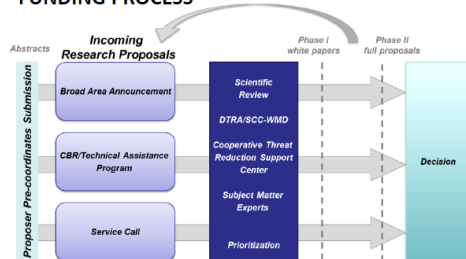 FUNDING PROCESS
Abstracts
Incoming
Research Proposals
Phase I
white papers
Phase II
full proposals
Proposer Pre-coordinates Submission
Broad Area Announcement
CBR/Technical Assistance
Program
Service Call
Scientific
Review
DTRA/SCC-WMD
Cooperative Threat
Reduction Support
Center
Subject Matter
Experts
Prioritization
Decision